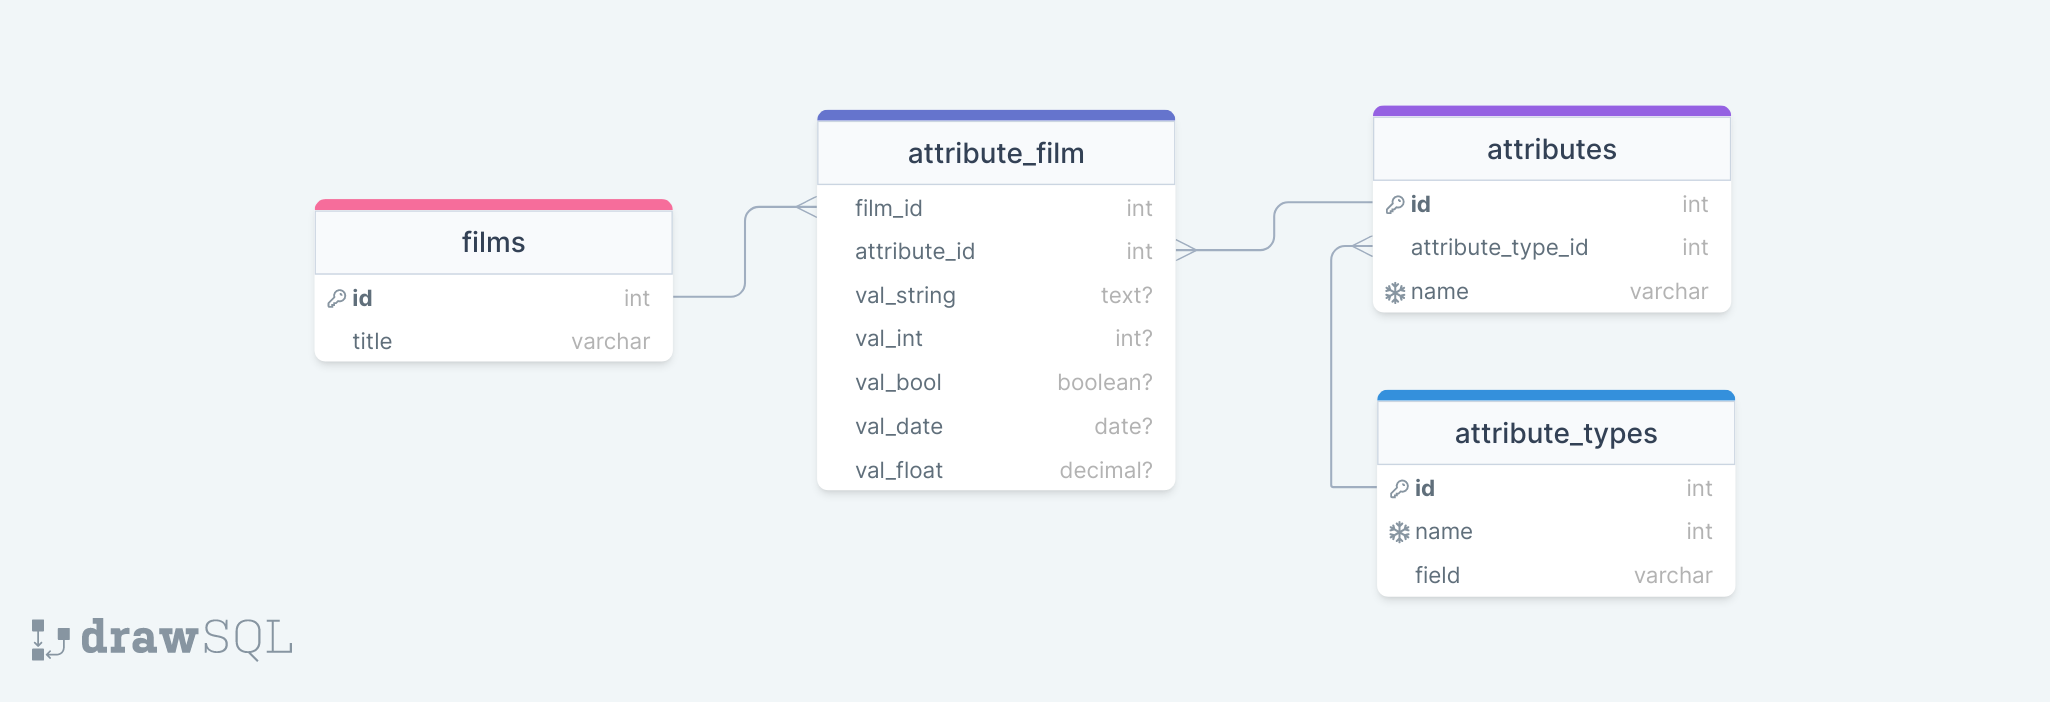 films
id int
title varchar
attribute_film
film_id int
attribute_id int
val_string text?
val_int int?
val_bool boolean?
val_date date?
val_float decimal?
attributes
id int
attribute_type_id int
name varchar
attribute_types
id int
name int
field varchar
drawSQL